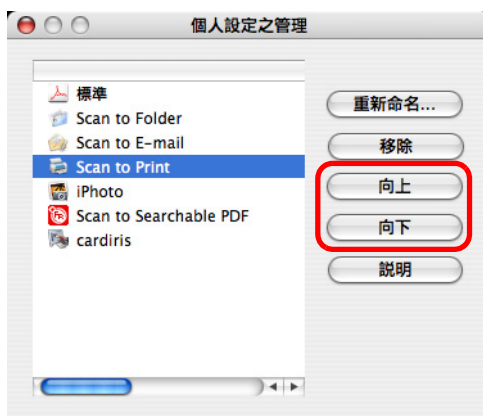 個人設定之管理
標準
Scan to Folder
Scan to E-mail
Scan to Print
iPhoto
Scan to Searchable PDF
cardiris
重新命名...
移除
向上
向下
説明